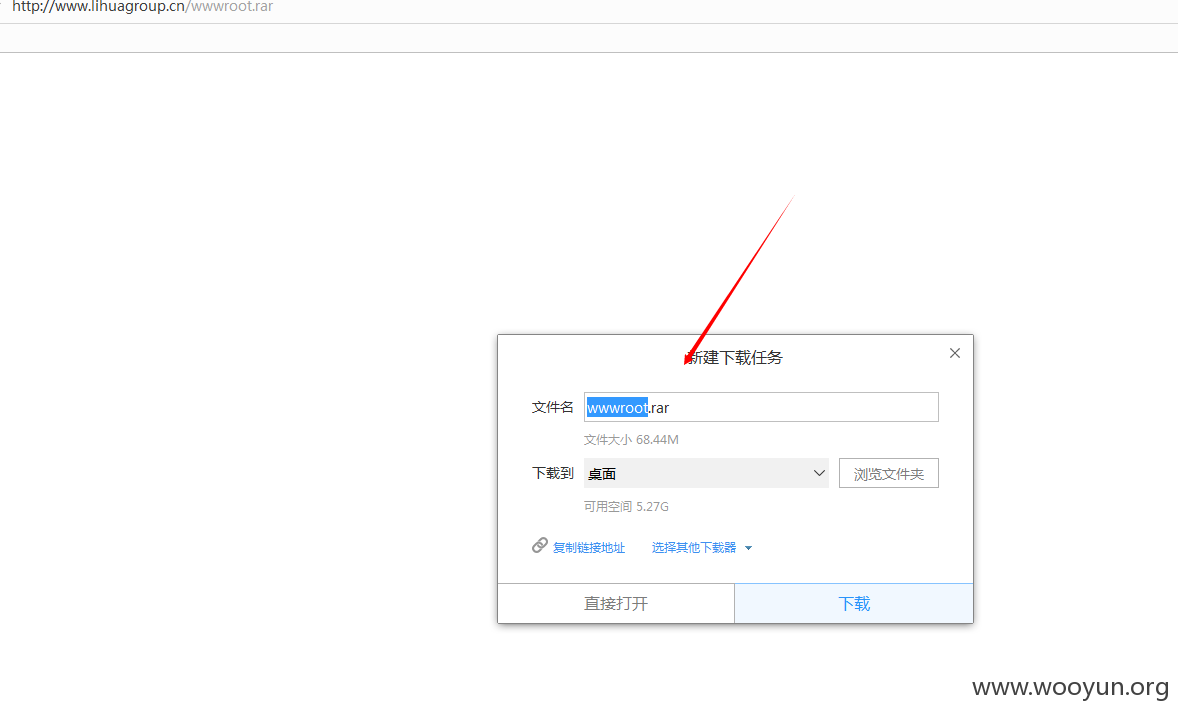 http://www.lihuagroup.cn/wwwroot.rar
新建下载任务
文件名 wwwroot.rar
文件大小 68.44M
下载到 桌面 浏览文件夹
可用空间 5.27G
复制链接地址 选择其他下载器
直接打开 下载
www.wooyun.org